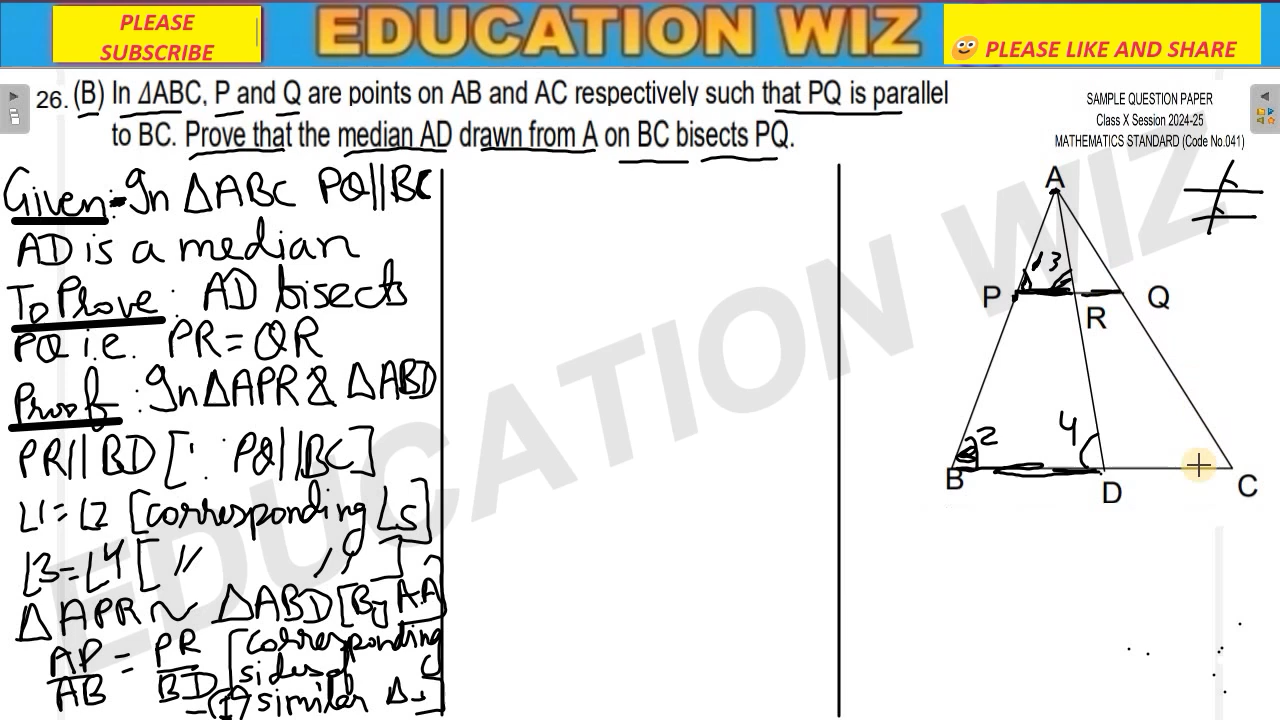 PLEASE
SUBSCRIBE
EDUCATION WIZ
PLEASE LIKE AND SHARE
26. (B) In ΔABC, P and Q are points on AB and AC respectively such that PQ is parallel
to BC. Prove that the median AD drawn from A on BC bisects PQ.
SAMPLE QUESTION PAPER
Class X Session 2024-25
MATHEMATICS STANDARD (Code No.041)
Given:- In ΔABC PQ||BC
AD is a median
To Prove: AD bisects
PQ i.e. PR = QR
Proof: In ΔAPR & ΔABD
PR||BD [∵ PQ||BC]
∠1=∠2 [corresponding ∠s]
∠3=∠4 [ // // ]
ΔAPR ~ ΔABD [By AA]
AP/AB = PR/BD -(1) [corresponding
sides of
similar Δs]
A
1 3
P
R
Q
2
4
B
D
C
EDUCATION WIZ